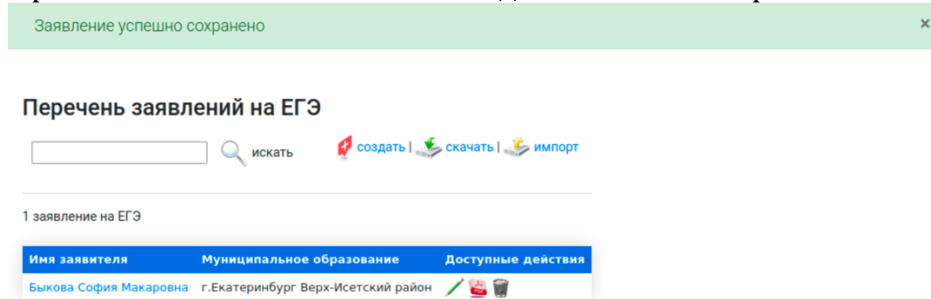 Заявление успешно сохранено ×
Перечень заявлений на ЕГЭ
искать создать | скачать | импорт
1 заявление на ЕГЭ
Имя заявителя Муниципальное образование Доступные действия
Быкова София Макаровна г.Екатеринбург Верх-Исетский район